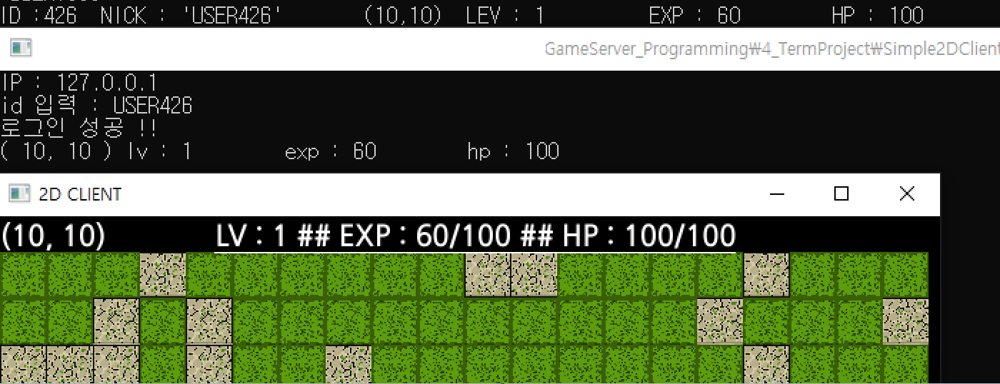 ID :426 NICK : 'USER426' (10,10) LEV : 1 EXP : 60 HP : 100
GameServer_Programming₩4_TermProject₩Simple2DClient
IP : 127.0.0.1
id 입력 : USER426
로그인 성공 !!
( 10, 10 ) lv : 1 exp : 60 hp : 100
2D CLIENT
(10, 10) LV : 1 ## EXP : 60/100 ## HP : 100/100